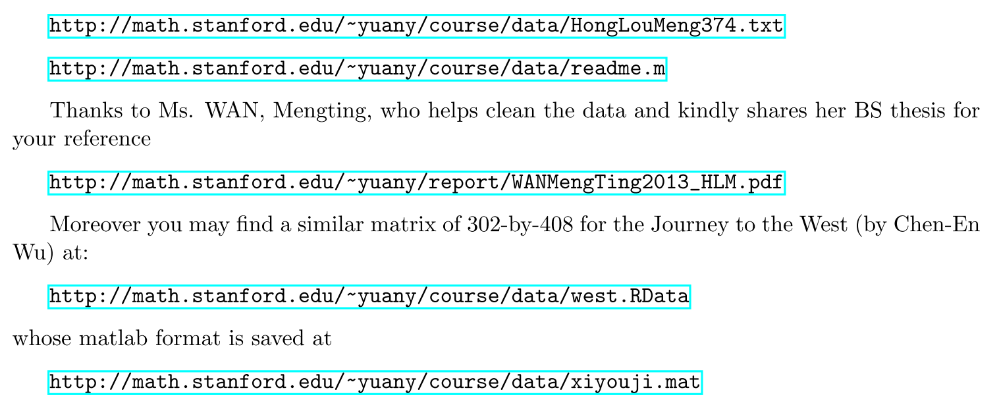 http://math.stanford.edu/~yuany/course/data/HongLouMeng374.txt
http://math.stanford.edu/~yuany/course/data/readme.m
Thanks to Ms. WAN, Mengting, who helps clean the data and kindly shares her BS thesis for
your reference
http://math.stanford.edu/~yuany/report/WANMengTing2013_HLM.pdf
Moreover you may find a similar matrix of 302-by-408 for the Journey to the West (by Chen-En
Wu) at:
http://math.stanford.edu/~yuany/course/data/west.RData
whose matlab format is saved at
http://math.stanford.edu/~yuany/course/data/xiyouji.mat